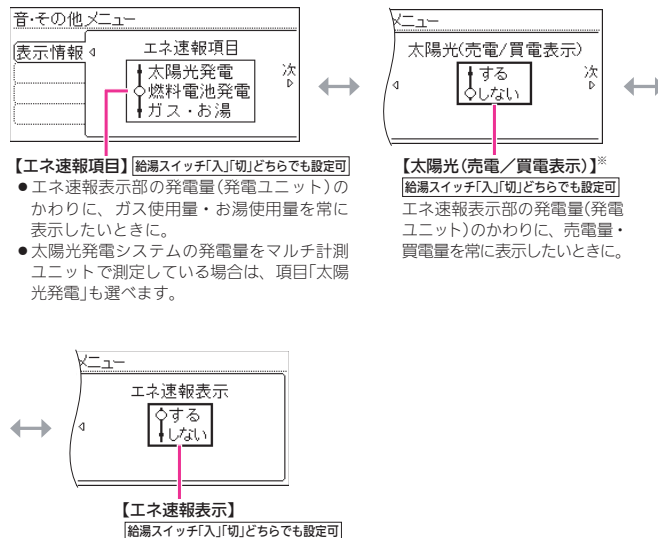 音・その他メニュー
表示情報
エネ速報項目
太陽光発電
燃料電池発電
ガス・お湯
次
【エネ速報項目】
給湯スイッチ「入」「切」どちらでも設定可
●エネ速報表示部の発電量(発電ユニット)の
かわりに、ガス使用量・お湯使用量を常に
表示したいときに。
●太陽光発電システムの発電量をマルチ計測
ユニットで測定している場合は、項目「太陽
光発電」も選べます。
メニュー
太陽光(売電/買電表示)
する
しない
次
【太陽光(売電／買電表示)】※
給湯スイッチ「入」「切」どちらでも設定可
エネ速報表示部の発電量(発電
ユニット)のかわりに、売電量・
買電量を常に表示したいときに。
メニュー
エネ速報表示
する
しない
【エネ速報表示】
給湯スイッチ「入」「切」どちらでも設定可